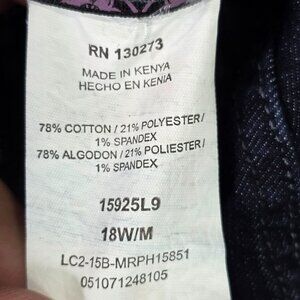 RN 130273
MADE IN KENYA
HECHO EN KENIA
78% COTTON / 21% POLYESTER /
1% SPANDEX
78% ALGODON / 21% POLYESTER /
1% SPANDEX
15925L9
18W/M
LC2-15B-MRPH15851
051071248105